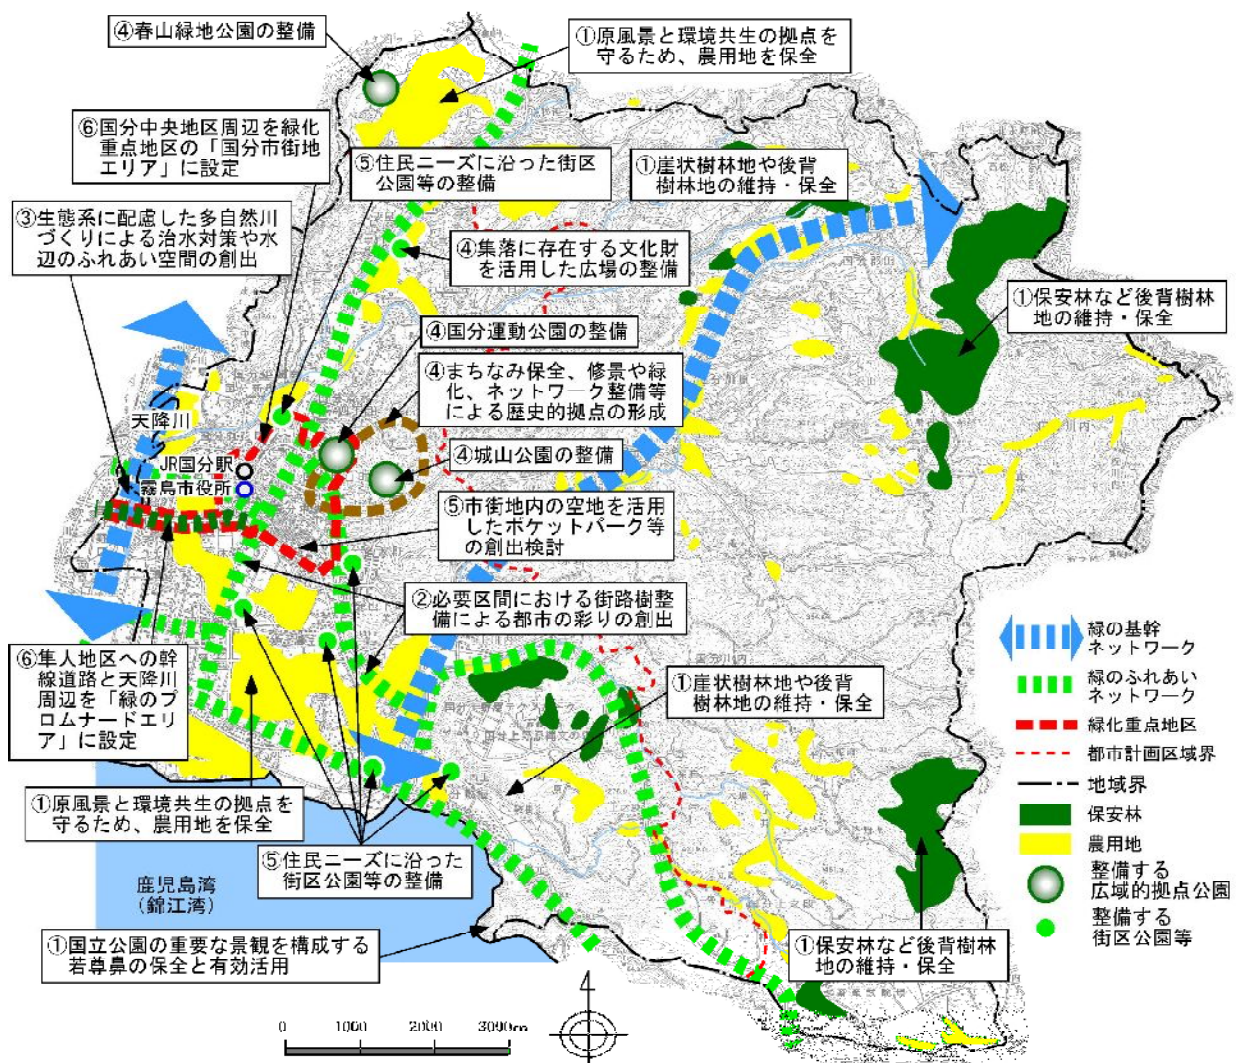 ④春山緑地公園の整備
①原風景と環境共生の拠点を
守るため、農用地を保全
⑥国分中央地区周辺を緑化
重点地区の「国分市街地
エリア」に設定
⑤住民ニーズに沿った街区
公園等の整備
①崖状樹林地や後背
樹林地の維持・保全
③生態系に配慮した多自然川
づくりによる治水対策や水
辺のふれあい空間の創出
④集落に存在する文化財
を活用した広場の整備
①保安林など後背樹林
地の維持・保全
④国分運動公園の整備
④まちなみ保全、修景や緑
化、ネットワーク整備等
による歴史的拠点の形成
天降川
JR国分駅
霧島市役所
④城山公園の整備
⑤市街地内の空地を活用
したポケットパーク等
の創出検討
②必要区間における街路樹整
備による都市の彩りの創出
⑥隼人地区への幹
線道路と天降川
周辺を「緑のプ
ロムナードエリ
ア」に設定
①崖状樹林地や後背
樹林地の維持・保全
①原風景と環境共生の拠点を
守るため、農用地を保全
⑤住民ニーズに沿った
街区公園等の整備
鹿児島湾
(錦江湾)
①国立公園の重要な景観を構成する
若尊鼻の保全と有効活用
①保安林など後背樹林
地の維持・保全
緑の基幹
ネットワーク
緑のふれあい
ネットワーク
緑化重点地区
都市計画区域界
地域界
保安林
農用地
整備する
広域的拠点公園
整備する
街区公園等
0 1000 2000 3000m
4